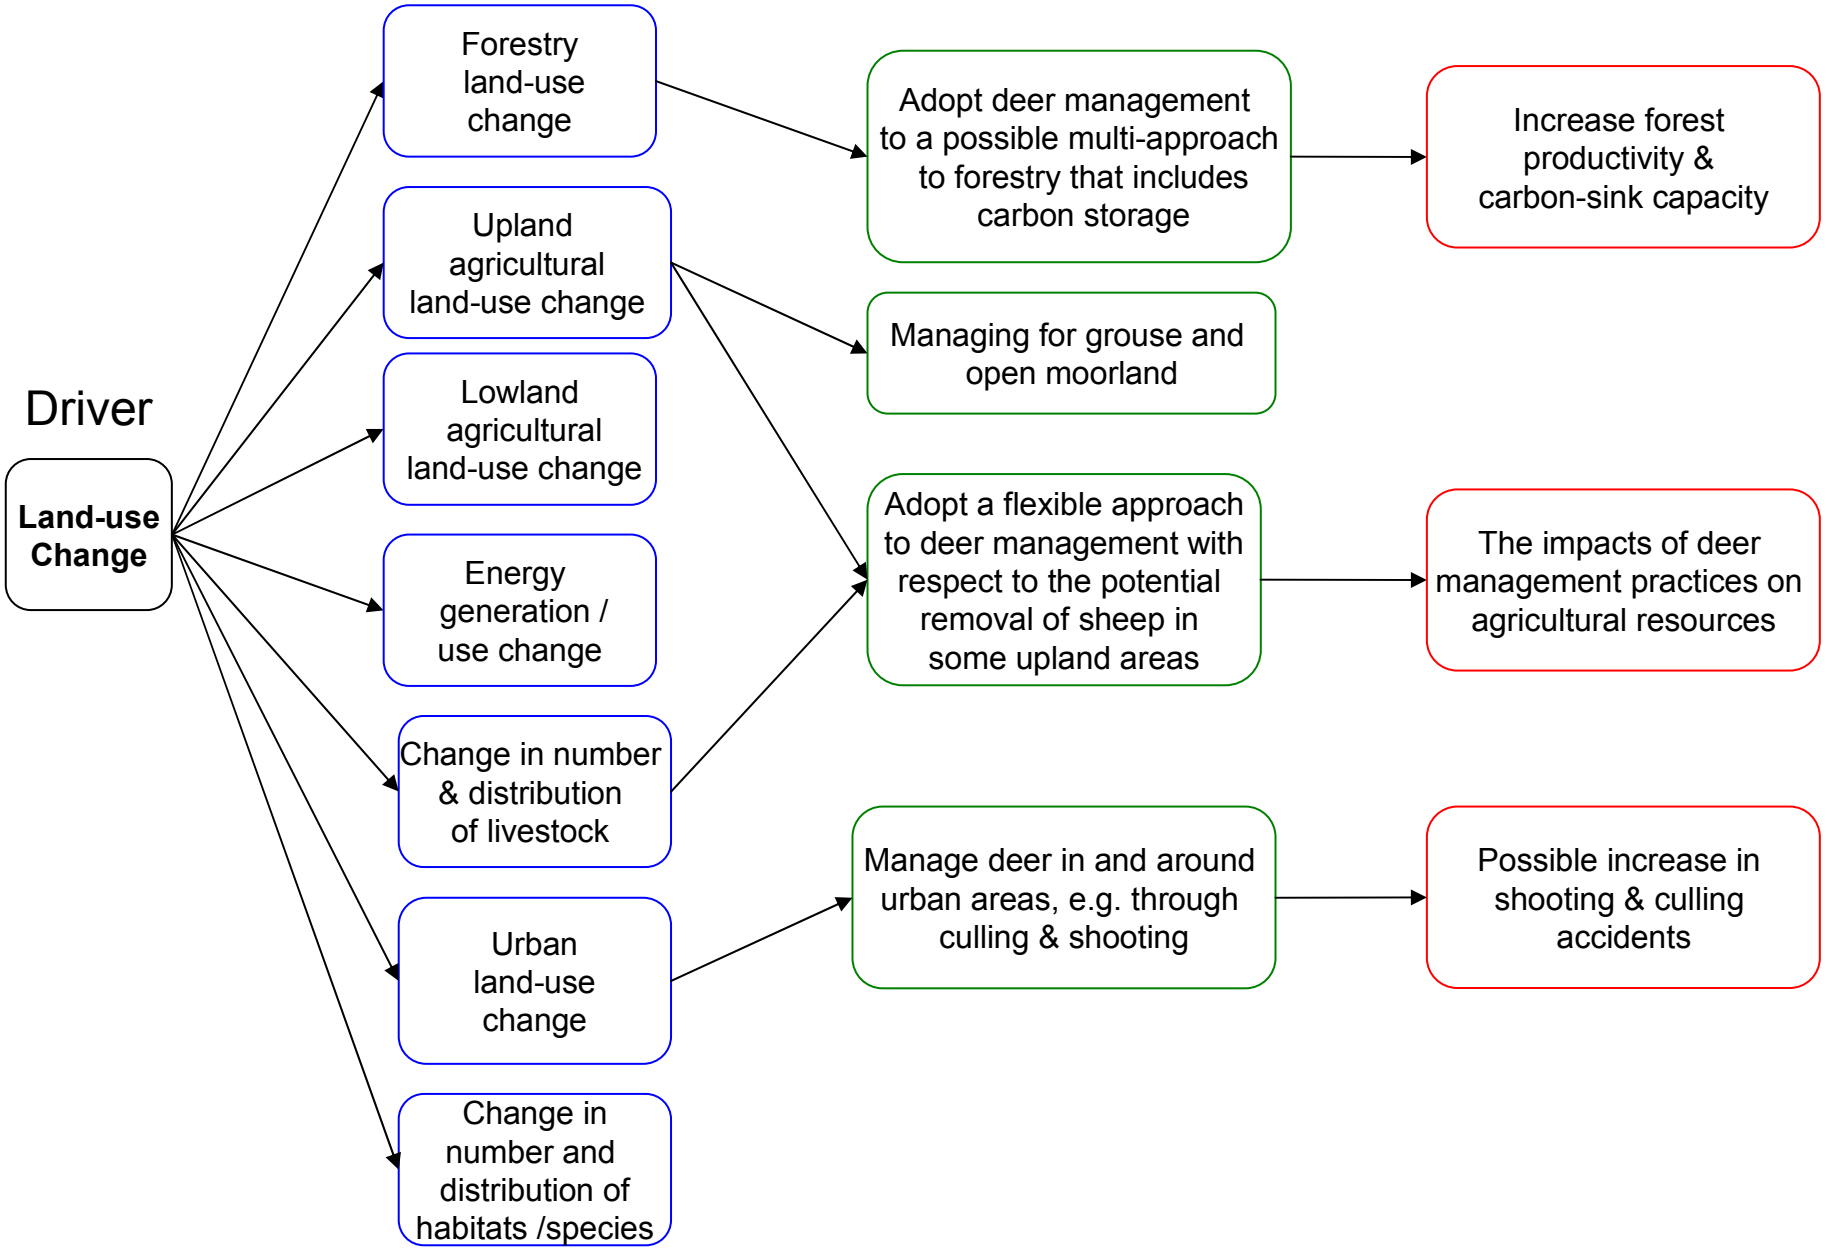 Driver
Land-use
Change
Forestry
land-use
change
Upland
agricultural
land-use change
Lowland
agricultural
land-use change
Energy
generation /
use change
Change in number
& distribution
of livestock
Urban
land-use
change
Change in
number and
distribution of
habitats /species
Adopt deer management
to a possible multi-approach
to forestry that includes
carbon storage
Managing for grouse and
open moorland
Adopt a flexible approach
to deer management with
respect to the potential
removal of sheep in
some upland areas
Manage deer in and around
urban areas, e.g. through
culling & shooting
Increase forest
productivity &
carbon-sink capacity
The impacts of deer
management practices on
agricultural resources
Possible increase in
shooting & culling
accidents